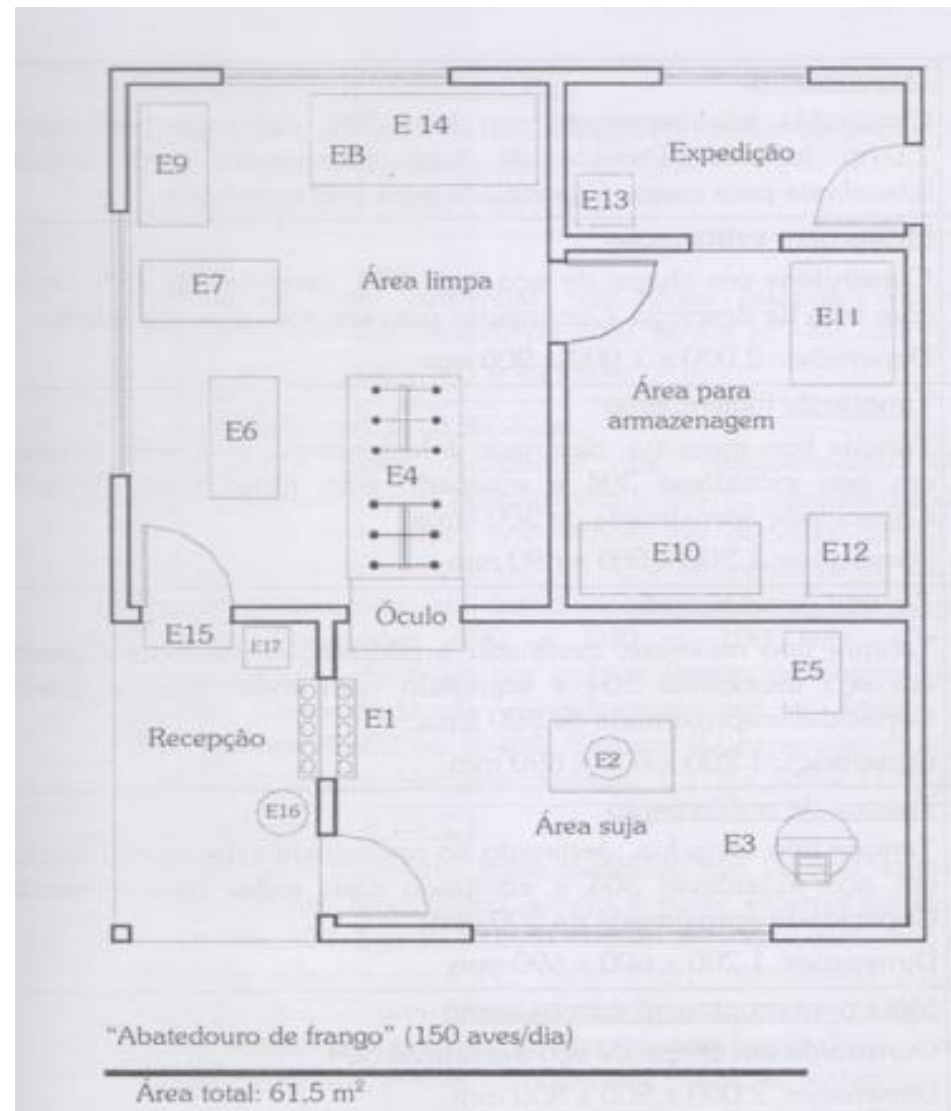 E 14
E9
EB
Expedição
E13
E7
Área limpa
E11
Área para
armazenagem
E6
E4
E10
E12
Óculo
E15
E17
E5
E1
Recepção
E2
E16
Área suja
E3
"Abatedouro de frango" (150 aves/dia)
Área total: 61,5 m²